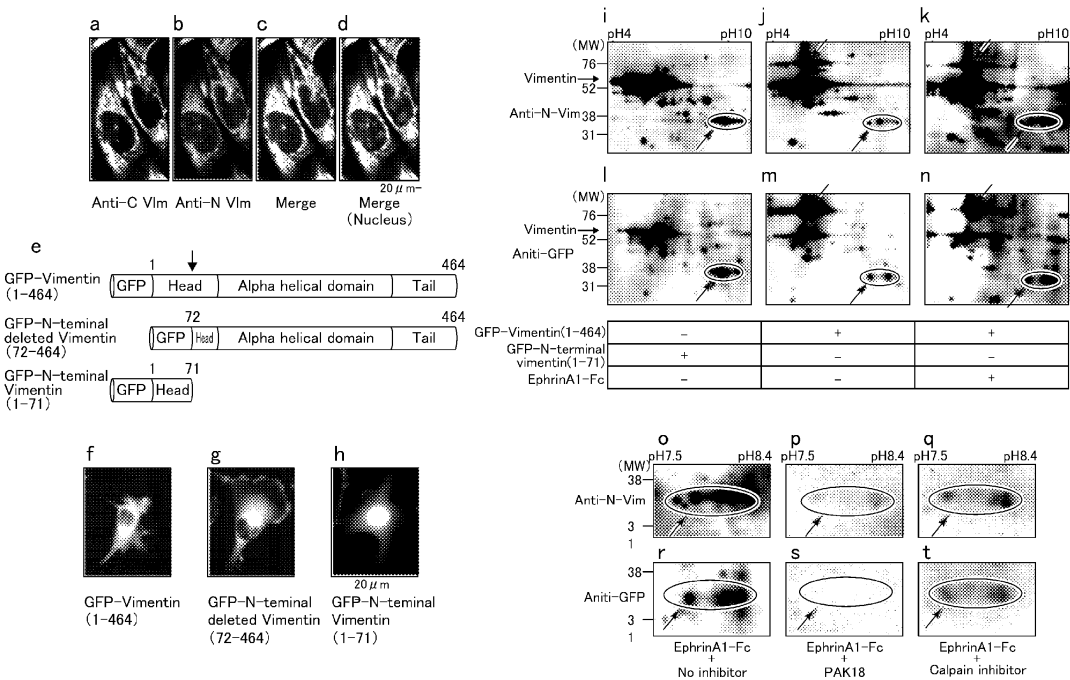 a b c d
20 μm
Anti-C VIm Anti-N VIm Merge Merge
(Nucleus)
e
1 464
GFP-Vimentin
(1-464)
GFP Head Alpha helical domain Tail
72 464
GFP-N-teminal
deleted Vimentin
(72-464)
GFP Head Alpha helical domain Tail
1 71
GFP-N-teminal
Vimentin
(1-71)
GFP Head
f g h
20 μm
GFP-Vimentin
(1-464)
GFP-N-teminal
deleted Vimentin
(72-464)
GFP-N-teminal
Vimentin
(1-71)
i j k
pH4 pH10 pH4 pH10 pH4 pH10
(MW)
76
Vimentin
52
Anti-N-Vim 38
31
l m n
(MW)
76
Vimentin
52
Aniti-GFP
38
31
GFP-Vimentin(1-464) - + +
GFP-N-terminal
vimentin(1-71) + - -
EphrinA1-Fc - - +
o p q
pH7.5 pH8.4 pH7.5 pH8.4 pH7.5 pH8.4
(MW)
38
Anti-N-Vim
3
1
r s t
38
Aniti-GFP
3
1
EphrinA1-Fc
+
No inhibitor
EphrinA1-Fc
+
PAK18
EphrinA1-Fc
+
Calpain inhibitor